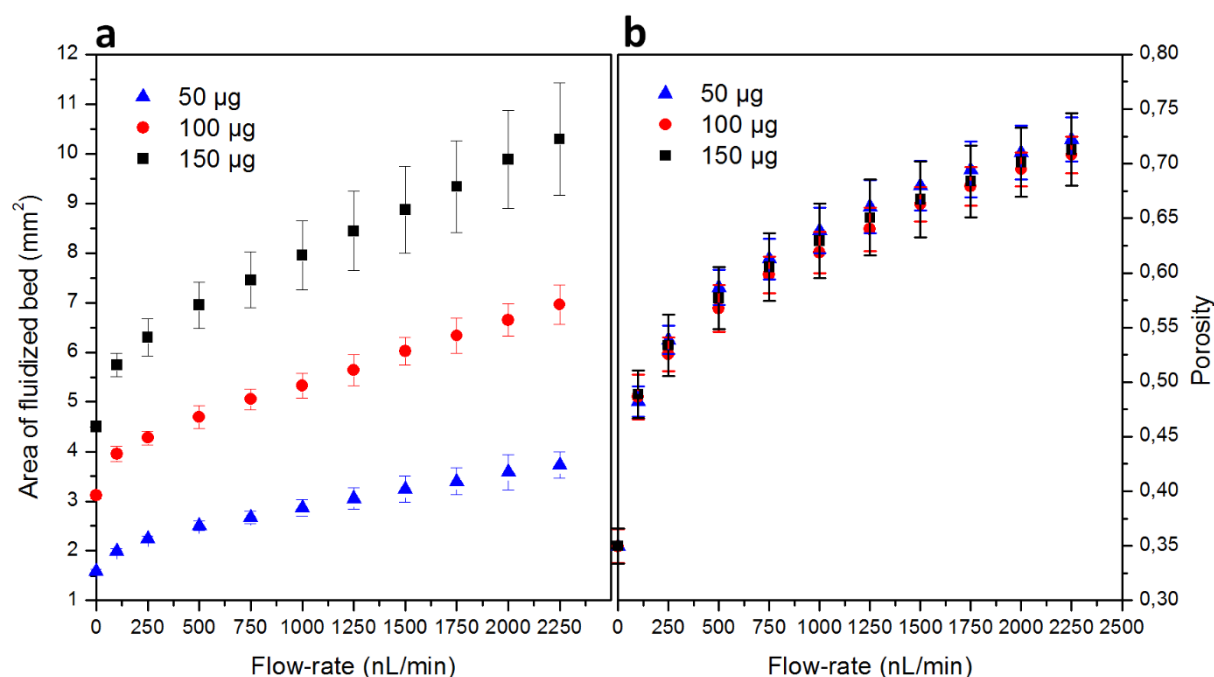 a
12
11
10
9
8
7
6
5
4
3
2
1
Area of fluidized bed (mm²)
50 µg
100 µg
150 µg
0 250 500 750 1000 1250 1500 1750 2000 2250
Flow-rate (nL/min)
b
50 µg
100 µg
150 µg
0,80
0,75
0,70
0,65
0,60
0,55
0,50
0,45
0,40
0,35
0,30
Porosity
0 250 500 750 1000 1250 1500 1750 2000 2250 2500
Flow-rate (nL/min)